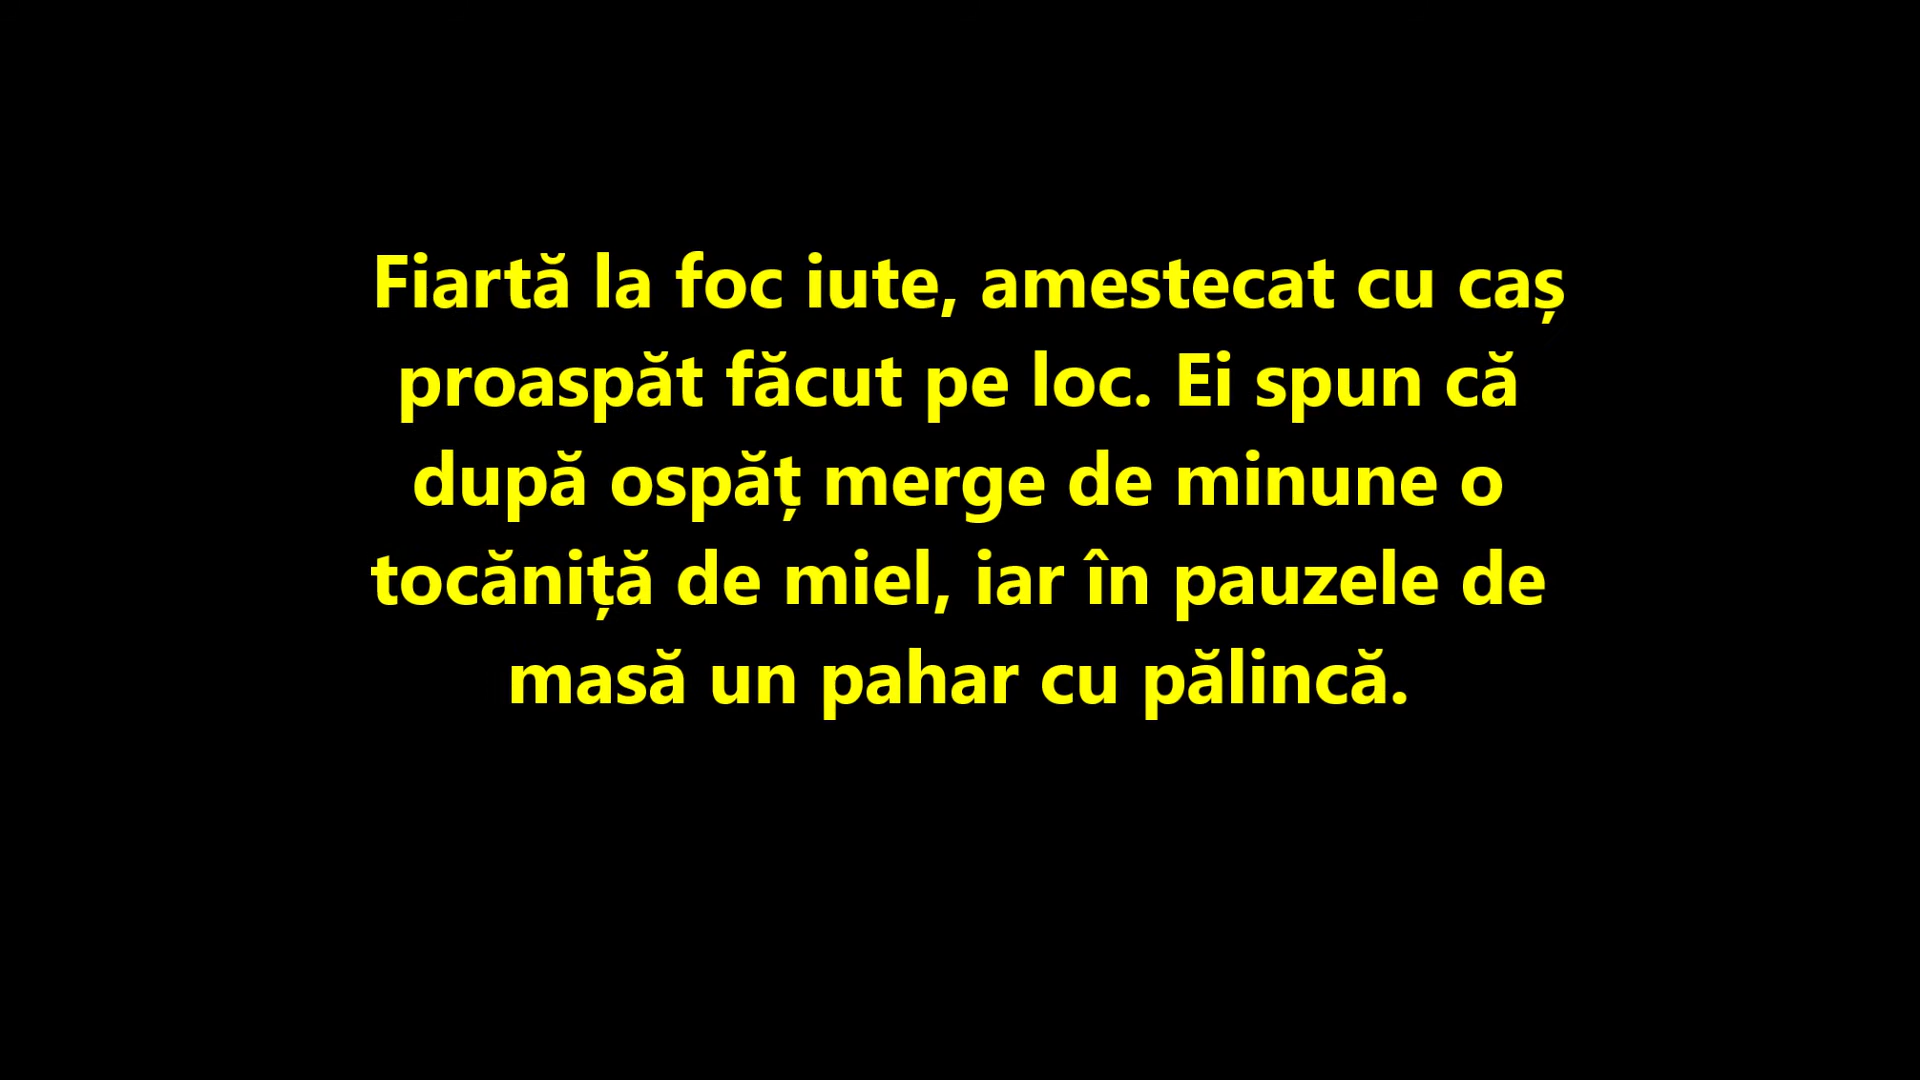 Fiartă la foc iute, amestecat cu caș
proaspăt făcut pe loc. Ei spun că
după ospăț merge de minune o
tocăniță de miel, iar în pauzele de
masă un pahar cu pălincă.